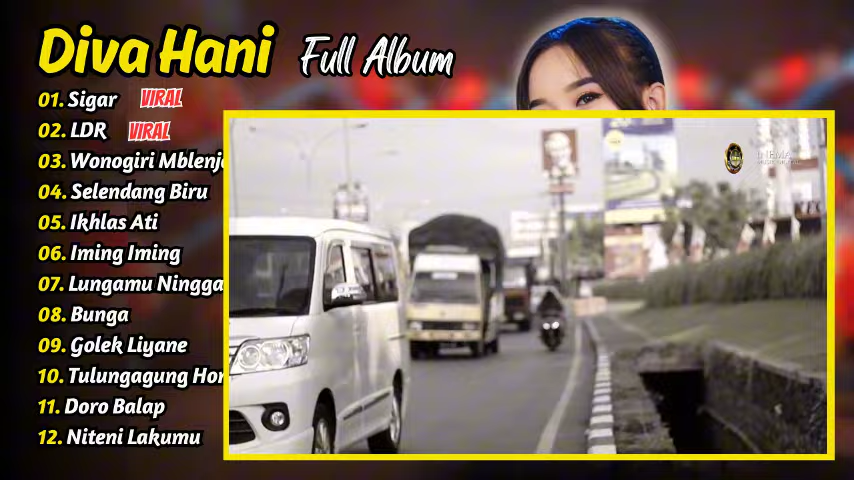 Diva Hani Full Album
01. Sigar VIRAL
02. LDR VIRAL
03. Wonogiri
04. Selendang Biru
05. Ikhlas Ati
06. Iming Iming
07. Lungamu Ningga
08. Bunga
09. Golek Liyane
10. Tulungagung Hor
11. Doro Balap
12. Niteni Lakumu